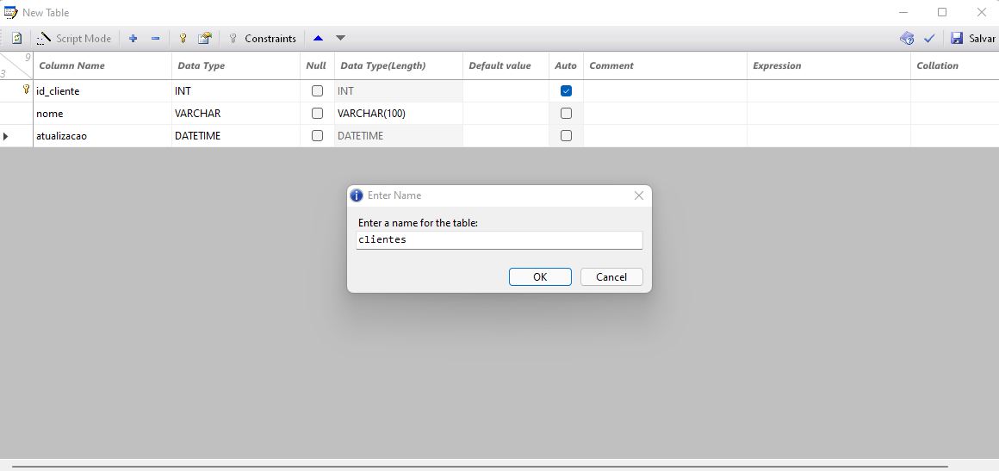 New Table
Script Mode Constraints Salvar
9 3 Column Name Data Type Null Data Type(Length) Default value Auto Comment Expression Collation
id_cliente INT INT
nome VARCHAR VARCHAR(100)
atualizacao DATETIME DATETIME
Enter Name
Enter a name for the table:
clientes
OK Cancel